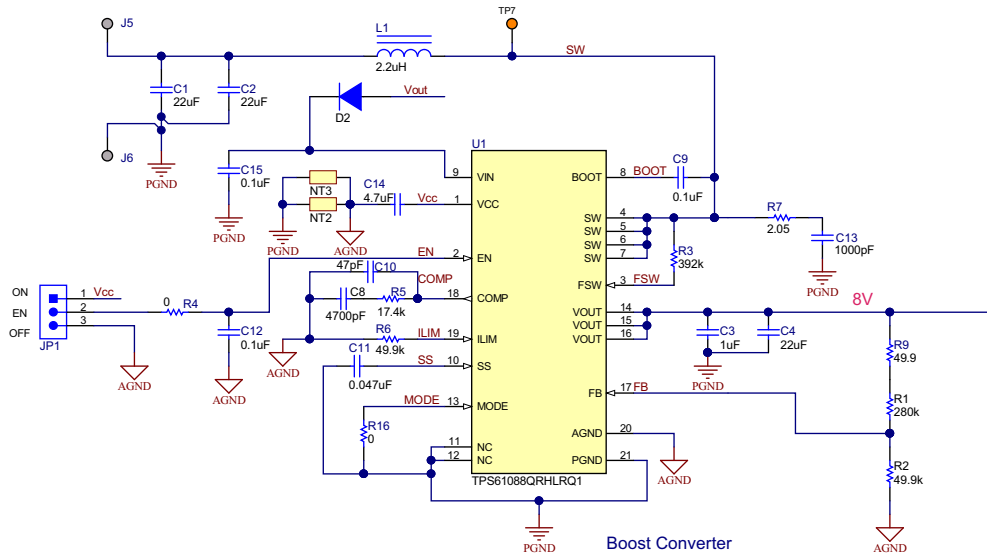 TP7
J5
L1
SW
2.2uH
C1
22uF
C2
22uF
Vout
D2
J6
PGND
U1
C15
0.1uF
PGND
9
VIN
BOOT
8
BOOT
C9
0.1uF
NT3
NT2
C14
4.7uF
Vcc
1
VCC
PGND
AGND
SW
4
SW
5
SW
6
SW
7
R7
2.05
C13
1000pF
PGND
R3
392k
EN
2
EN
FSW
3
FSW
47pF
C10
COMP
C8
4700pF
R5
17.4k
18
COMP
ON
EN
OFF
1
2
3
Vcc
JP1
0
R4
AGND
C12
0.1uF
AGND
VOUT
14
VOUT
15
VOUT
16
8V
R6
49.9k
ILIM
19
ILIM
AGND
C3
1uF
C4
22uF
PGND
R9
49.9
C11
0.047uF
SS
10
SS
FB
17
FB
R1
280k
MODE
13
MODE
R16
0
AGND
20
AGND
11
NC
12
NC
PGND
21
R2
49.9k
AGND
TPS61088QRHLRQ1
PGND
Boost Converter